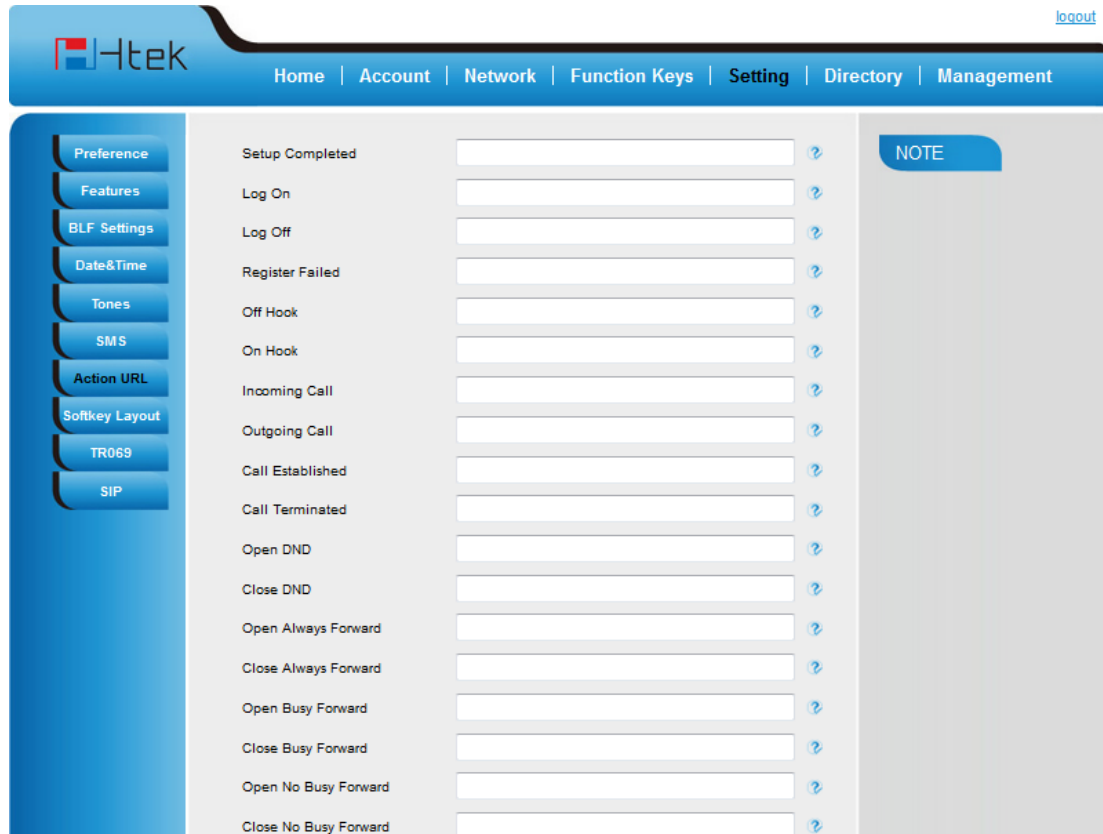 logout
Htek
Home | Account | Network | Function Keys | Setting | Directory | Management
Preference
Features
BLF Settings
Date&Time
Tones
SMS
Action URL
Softkey Layout
TR069
SIP
Setup Completed
Log On
Log Off
Register Failed
Off Hook
On Hook
Incoming Call
Outgoing Call
Call Established
Call Terminated
Open DND
Close DND
Open Always Forward
Close Always Forward
Open Busy Forward
Close Busy Forward
Open No Busy Forward
Close No Busy Forward
NOTE